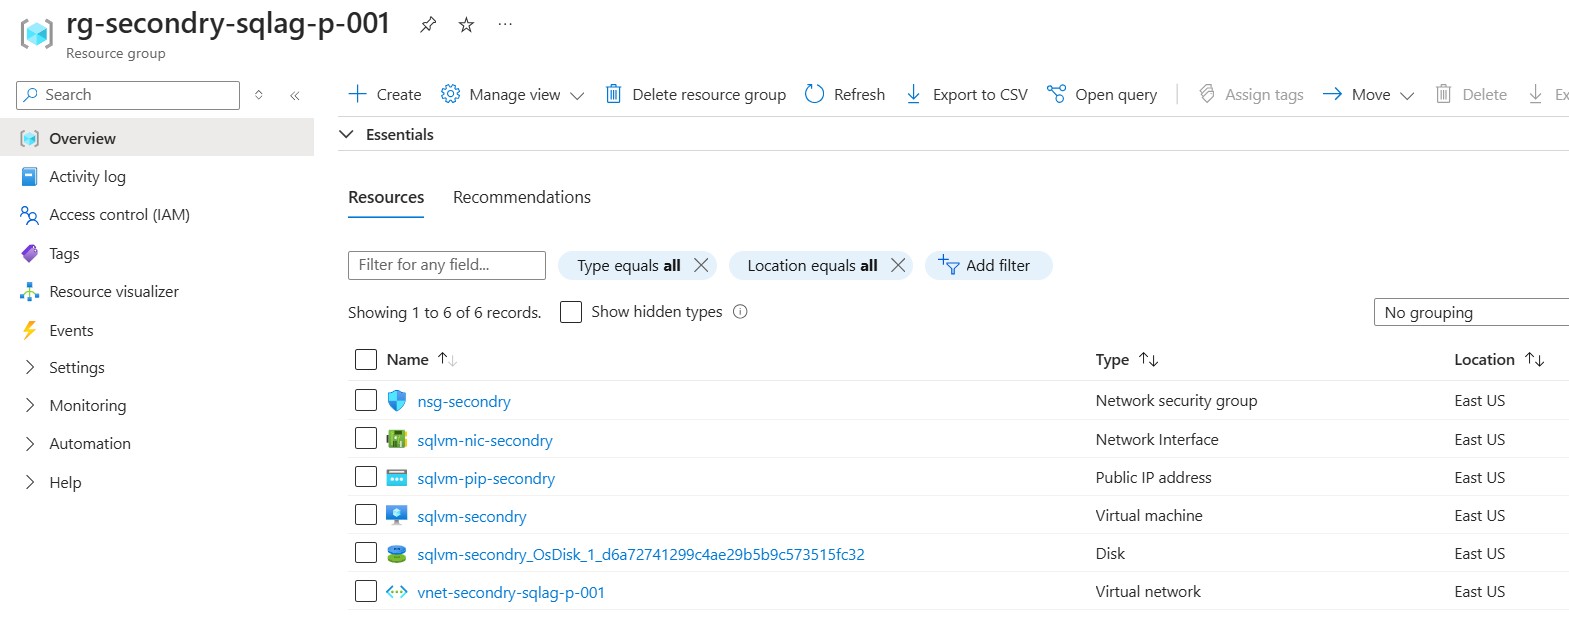 rg-secondry-sqlag-p-001
Resource group
Search
Create Manage view Delete resource group Refresh Export to CSV Open query Assign tags Move Delete Ex
Overview
Activity log
Access control (IAM)
Tags
Resource visualizer
Events
Settings
Monitoring
Automation
Help
Essentials
Resources Recommendations
Filter for any field... Type equals all Location equals all Add filter
Showing 1 to 6 of 6 records. Show hidden types No grouping
Name Type Location
nsg-secondry Network security group East US
sqlvm-nic-secondry Network Interface East US
sqlvm-pip-secondry Public IP address East US
sqlvm-secondry Virtual machine East US
sqlvm-secondry_OsDisk_1_d6a72741299c4ae29b5b9c573515fc32 Disk East US
vnet-secondry-sqlag-p-001 Virtual network East US